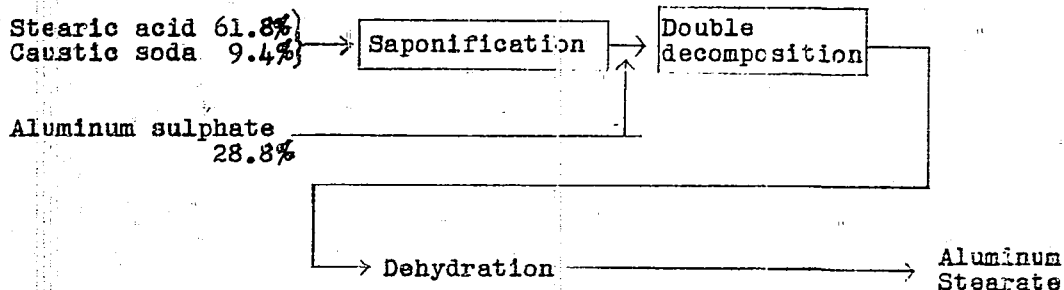 Stearic acid 61.8%
Caustic soda 9.4%
Saponification
Double
decomposition
Aluminum sulphate
28.8%
Dehydration
Aluminum
Stearate